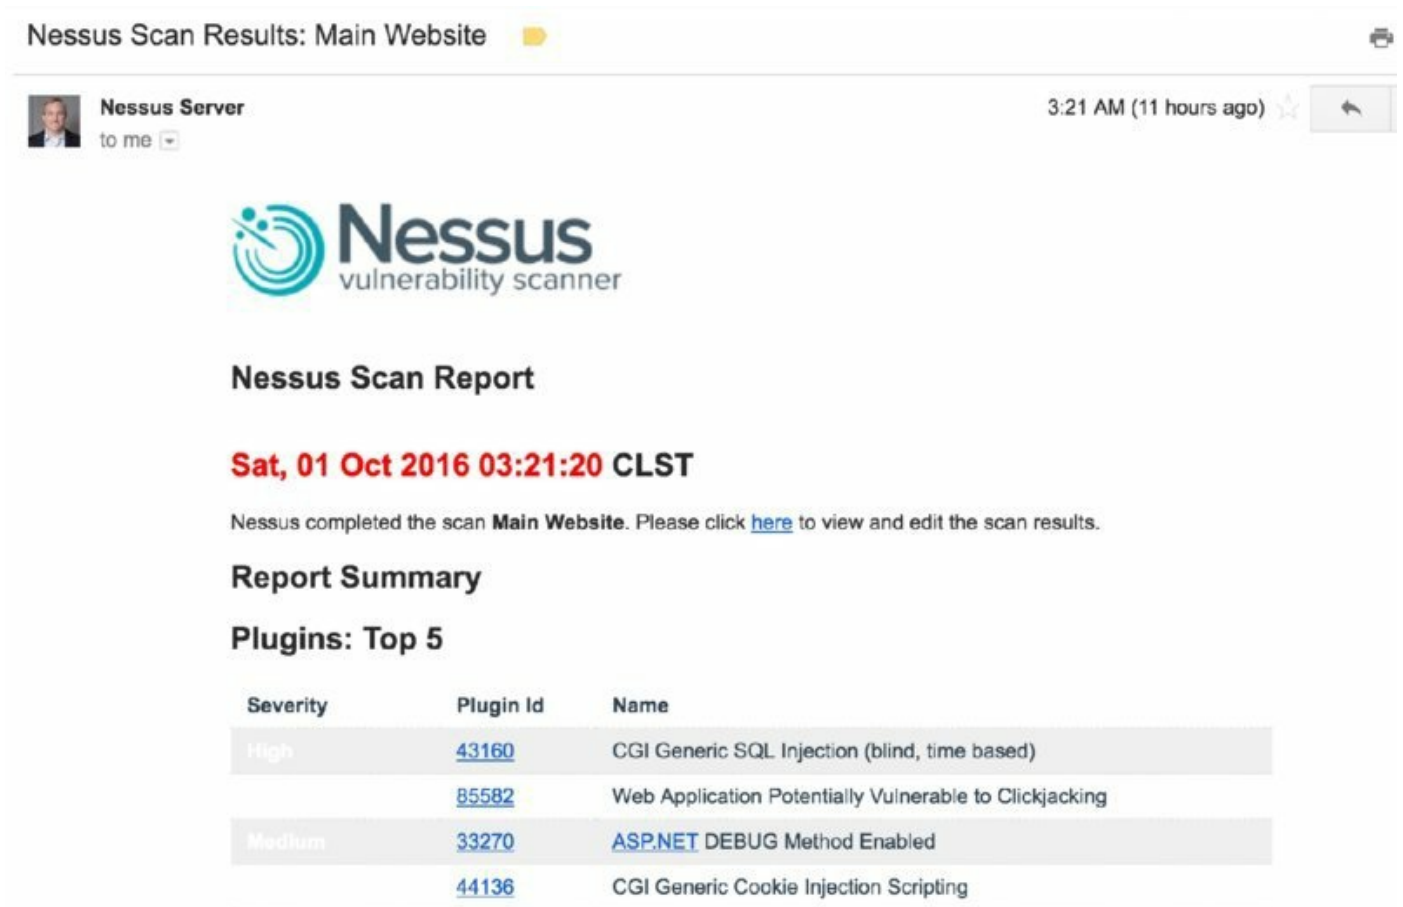 Nessus Scan Results: Main Website
Nessus Server
3:21 AM (11 hours ago)
to me
Nessus
vulnerability scanner
Nessus Scan Report
Sat, 01 Oct 2016 03:21:20 CLST
Nessus completed the scan Main Website. Please click here to view and edit the scan results.
Report Summary
Plugins: Top 5
Severity Plugin Id Name
High 43160 CGI Generic SQL Injection (blind, time based)
85582 Web Application Potentially Vulnerable to Clickjacking
Medium 33270 ASP.NET DEBUG Method Enabled
44136 CGI Generic Cookie Injection Scripting